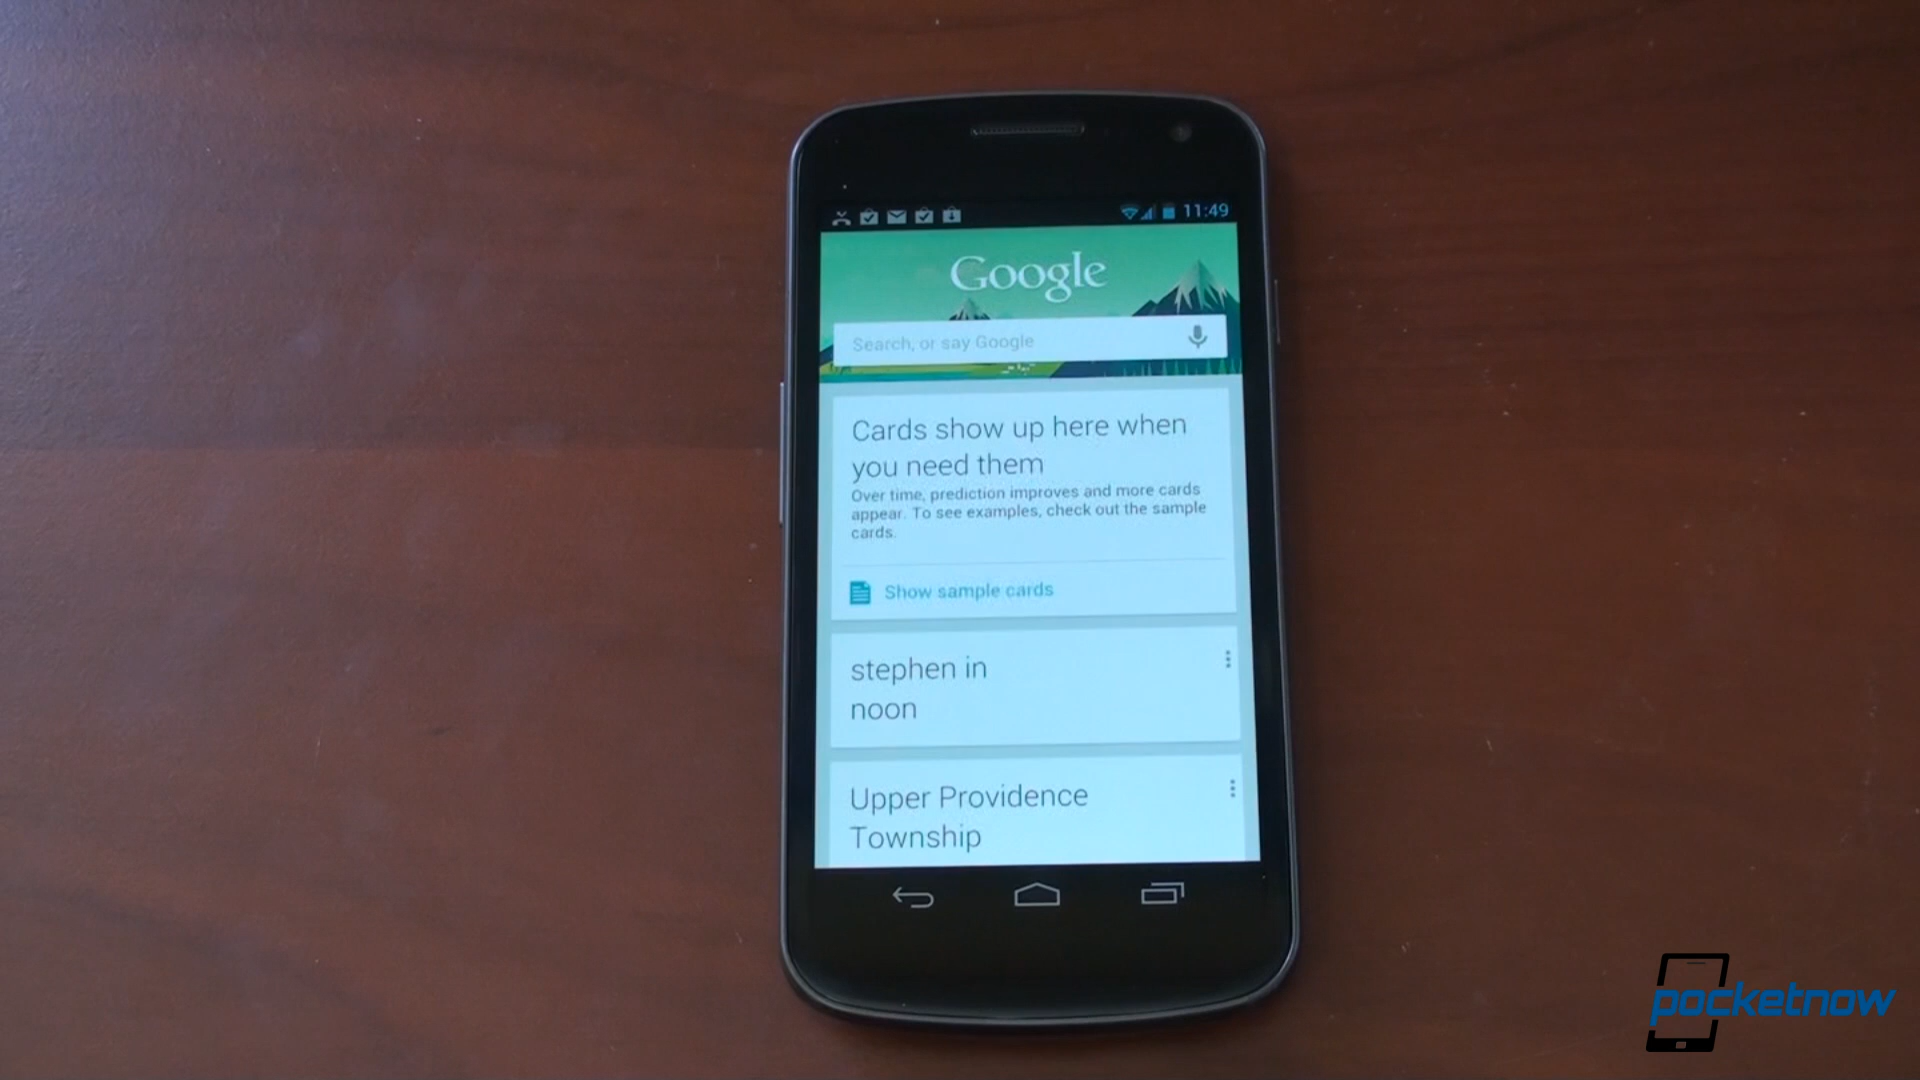 11:49
Google
Search, or say Google
Cards show up here when
you need them
Over time, prediction improves and more cards
appear. To see examples, check out the sample
cards.
Show sample cards
stephen in
noon
Upper Providence
Township
pocketnow